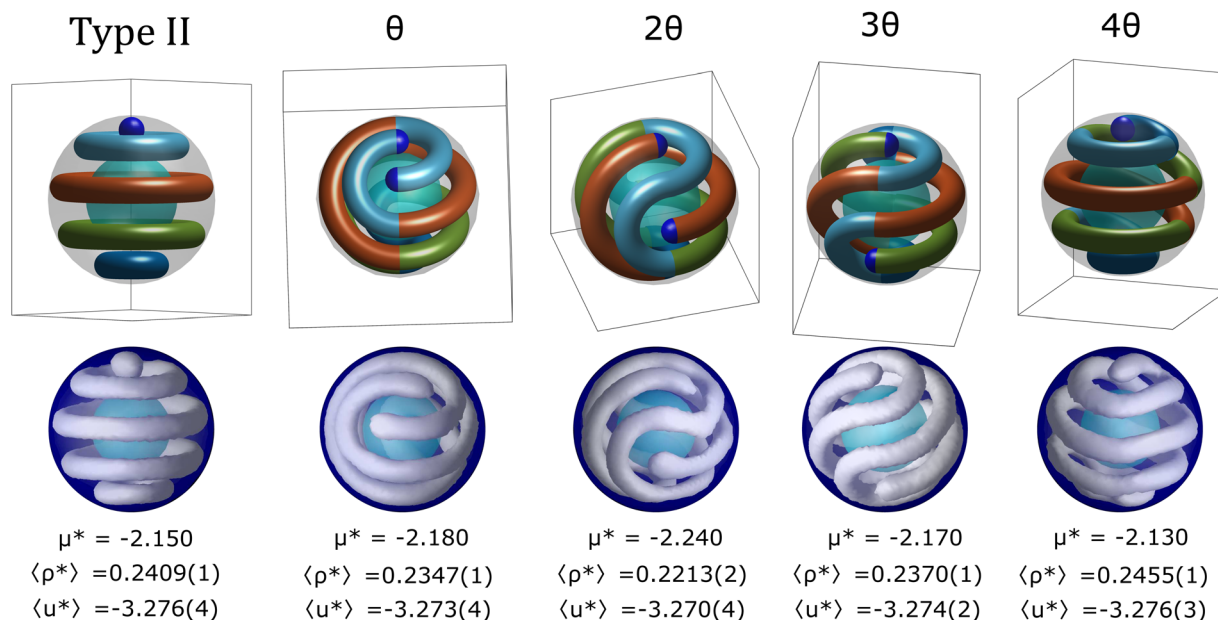 Type II
θ
2θ
3θ
4θ
μ* = -2.150
⟨ρ*⟩ =0.2409(1)
⟨u*⟩=-3.276(4)
μ* = -2.180
⟨ρ*⟩=0.2347(1)
⟨u*⟩=-3.273(4)
μ* = -2.240
⟨ρ*⟩=0.2213(2)
⟨u*⟩=-3.270(4)
μ* = -2.170
⟨ρ*⟩=0.2370(1)
⟨u*⟩=-3.274(2)
μ* = -2.130
⟨ρ*⟩=0.2455(1)
⟨u*⟩=-3.276(3)